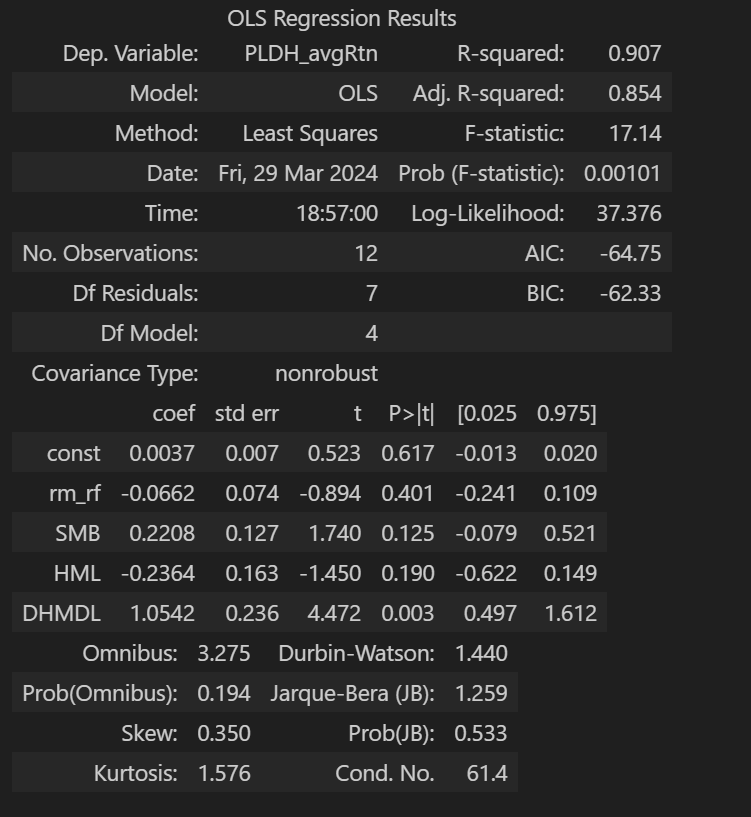 OLS Regression Results
Dep. Variable: PLDH_avgRtn R-squared: 0.907
Model: OLS Adj. R-squared: 0.854
Method: Least Squares F-statistic: 17.14
Date: Fri, 29 Mar 2024 Prob (F-statistic): 0.00101
Time: 18:57:00 Log-Likelihood: 37.376
No. Observations: 12 AIC: -64.75
Df Residuals: 7 BIC: -62.33
Df Model: 4
Covariance Type: nonrobust
coef std err t P>|t| [0.025 0.975]
const 0.0037 0.007 0.523 0.617 -0.013 0.020
rm_rf -0.0662 0.074 -0.894 0.401 -0.241 0.109
SMB 0.2208 0.127 1.740 0.125 -0.079 0.521
HML -0.2364 0.163 -1.450 0.190 -0.622 0.149
DHMDL 1.0542 0.236 4.472 0.003 0.497 1.612
Omnibus: 3.275 Durbin-Watson: 1.440
Prob(Omnibus): 0.194 Jarque-Bera (JB): 1.259
Skew: 0.350 Prob(JB): 0.533
Kurtosis: 1.576 Cond. No. 61.4